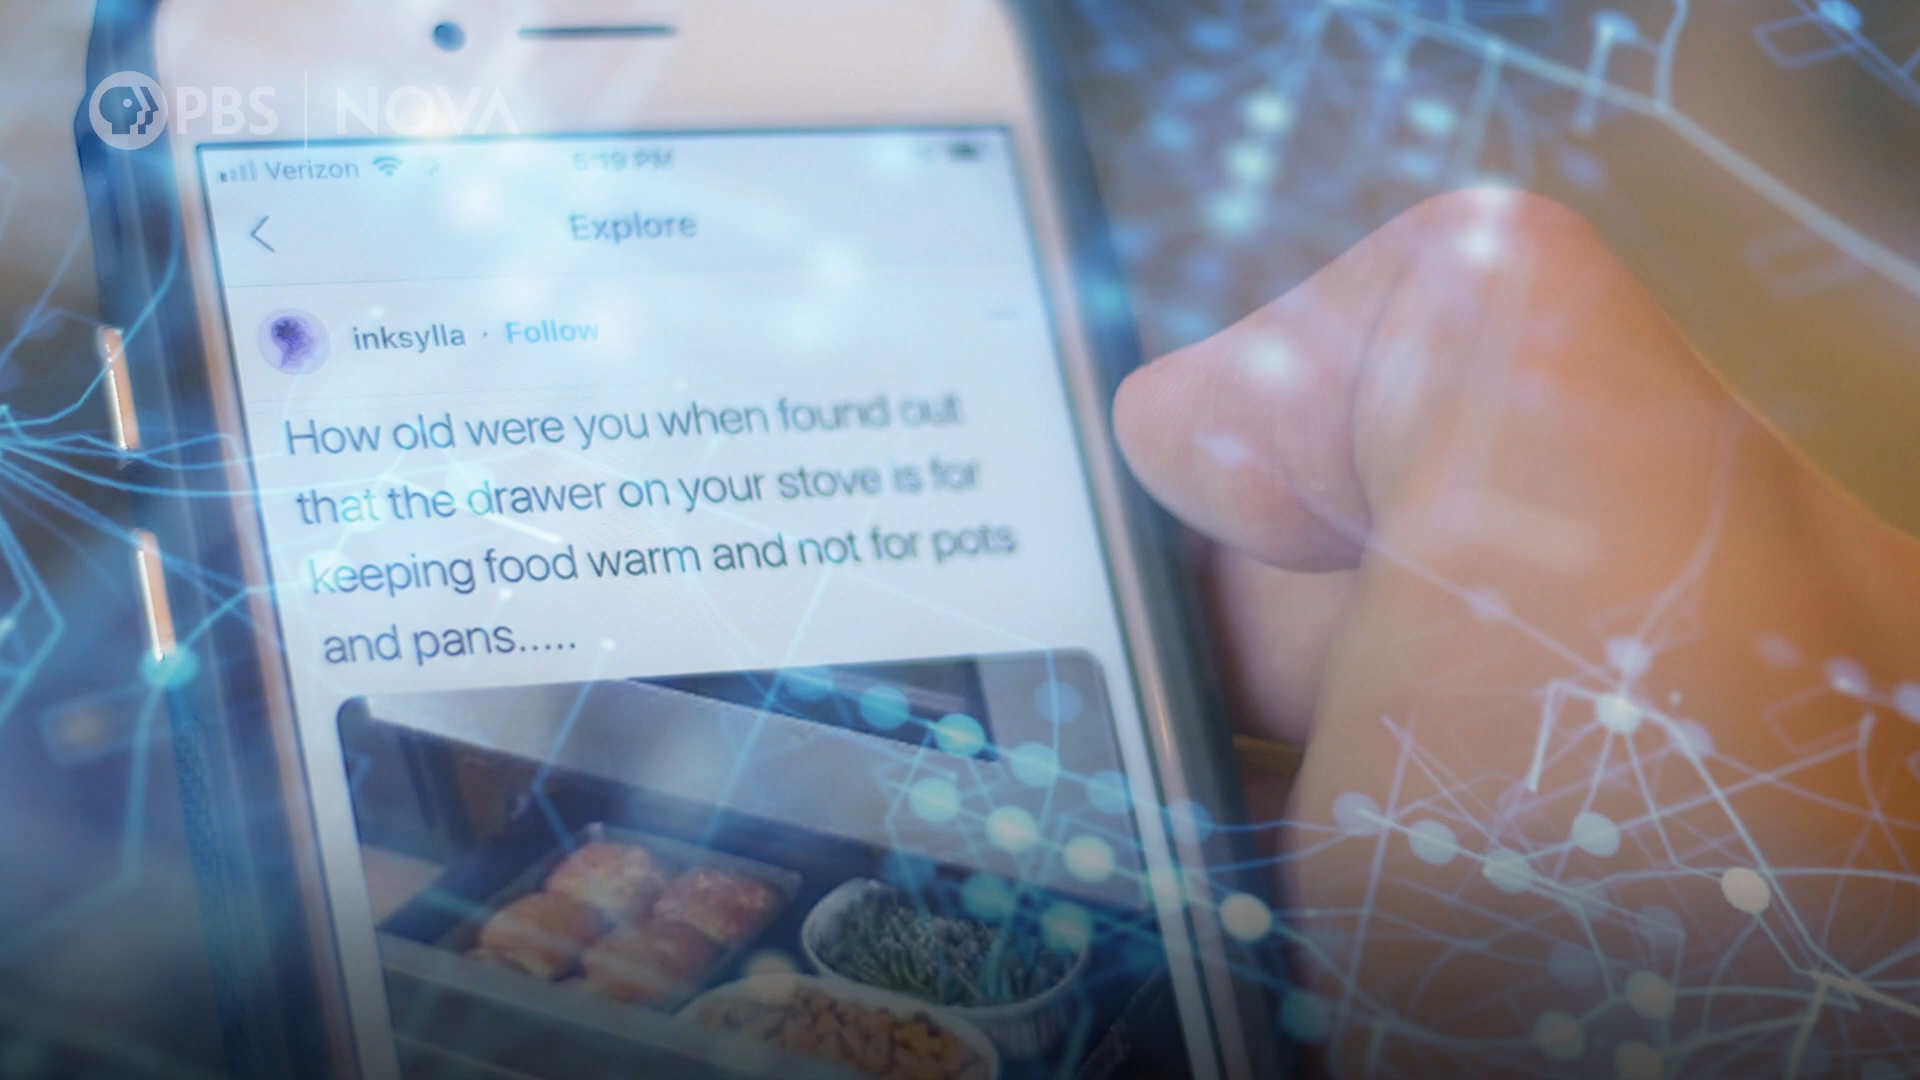 PBS | NOVA
Verizon 5:19 PM
Explore
inksylla · Follow
How old were you when found out
that the drawer on your stove is for
keeping food warm and not for pots
and pans.....